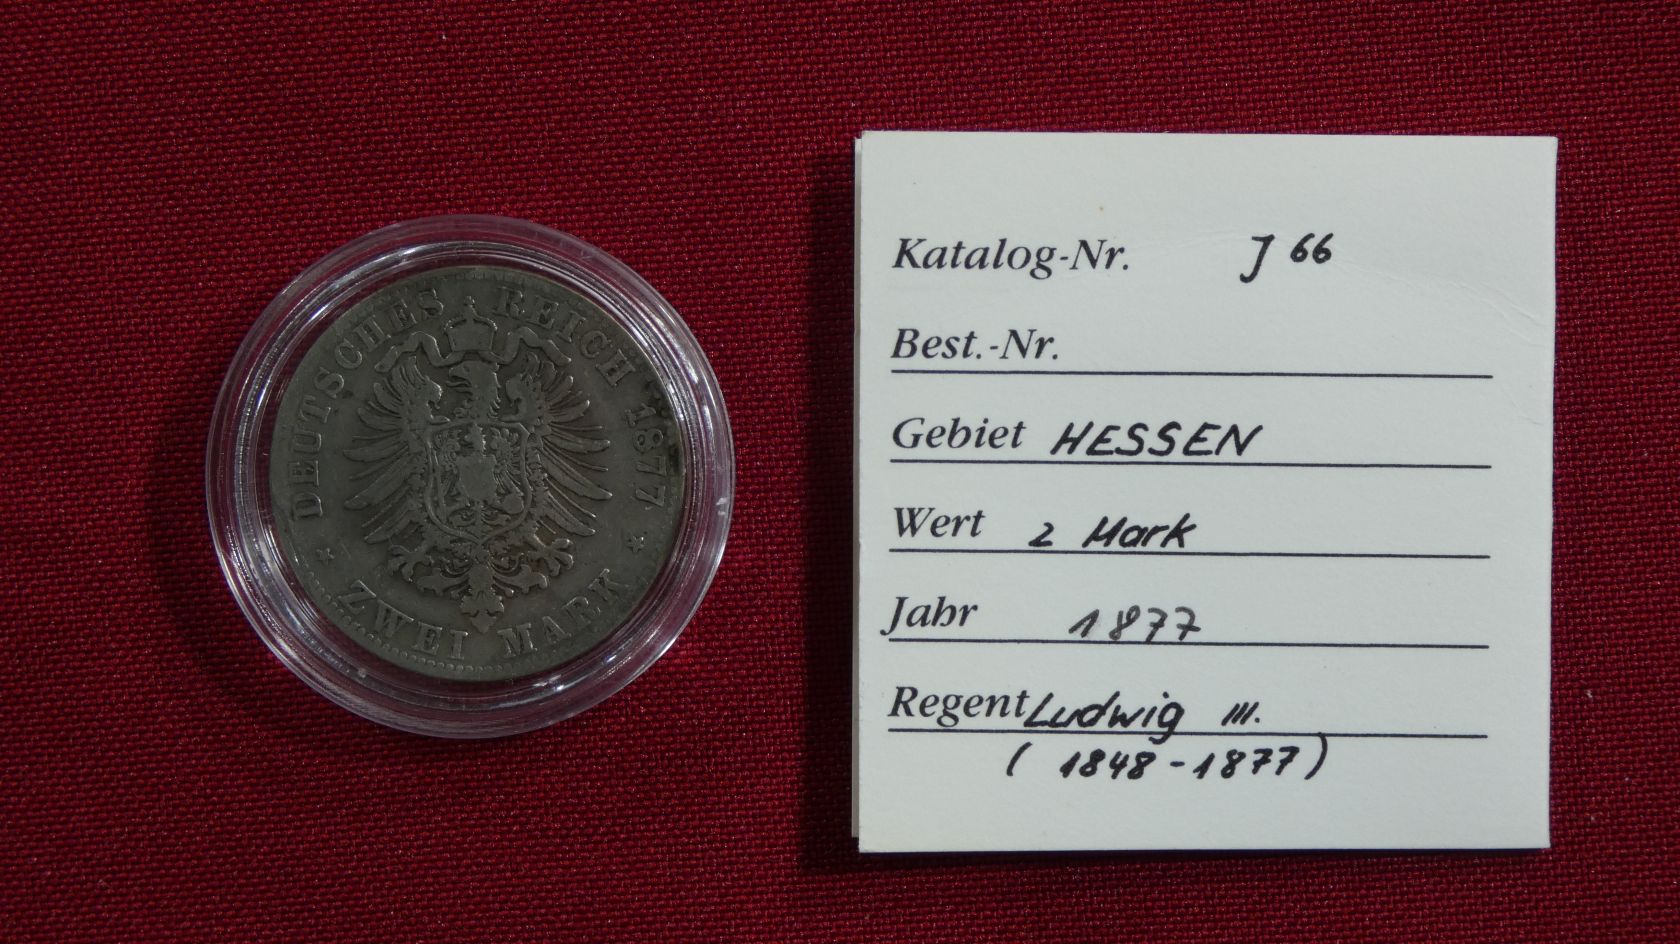 DEUTSCHES REICH 1877
* ZWEI MARK *
Katalog-Nr. J 66
Best.-Nr.
Gebiet HESSEN
Wert 2 Mark
Jahr 1877
Regent Ludwig III.
(1848-1877)